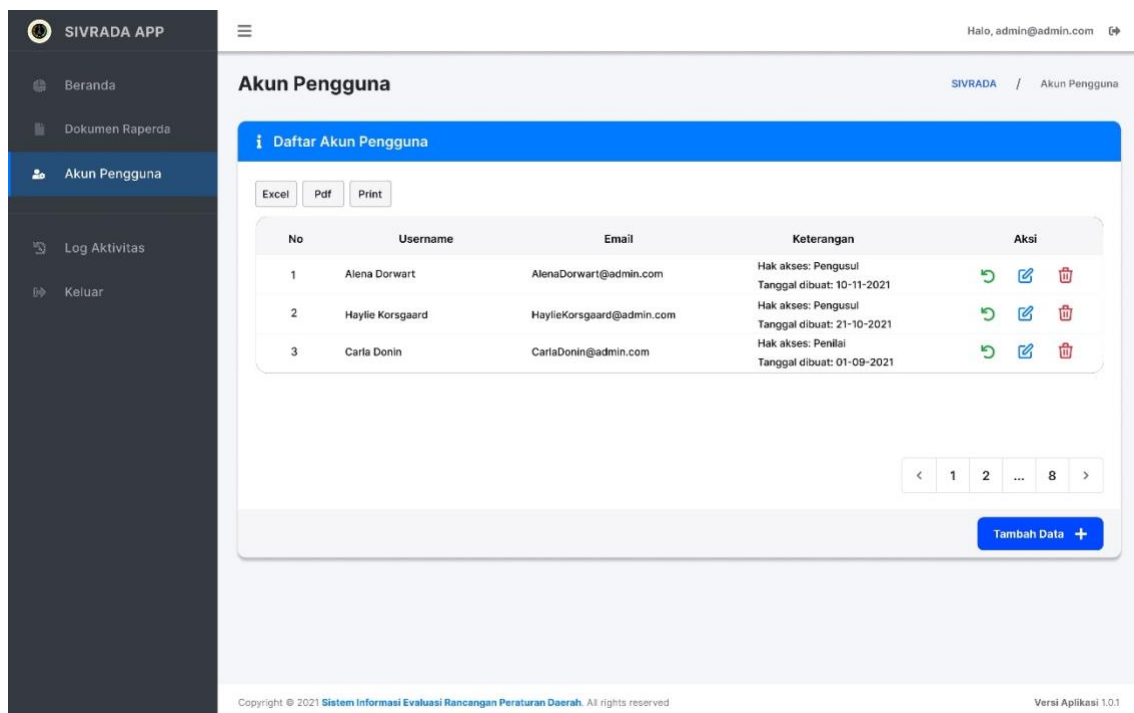 SIVRADA APP
Halo, admin@admin.com
Beranda
Dokumen Raperda
Akun Pengguna
Log Aktivitas
Keluar
Akun Pengguna
SIVRADA / Akun Pengguna
Daftar Akun Pengguna
Excel Pdf Print
No Username Email Keterangan Aksi
1 Alena Dorwart AlenaDorwart@admin.com Hak akses: Pengusul
Tanggal dibuat: 10-11-2021
2 Haylie Korsgaard HaylieKorsgaard@admin.com Hak akses: Pengusul
Tanggal dibuat: 21-10-2021
3 Carla Donin CarlaDonin@admin.com Hak akses: Penilai
Tanggal dibuat: 01-09-2021
< 1 2 ... 8 >
Tambah Data +
Copyright © 2021 Sistem Informasi Evaluasi Rancangan Peraturan Daerah. All rights reserved
Versi Aplikasi 1.0.1